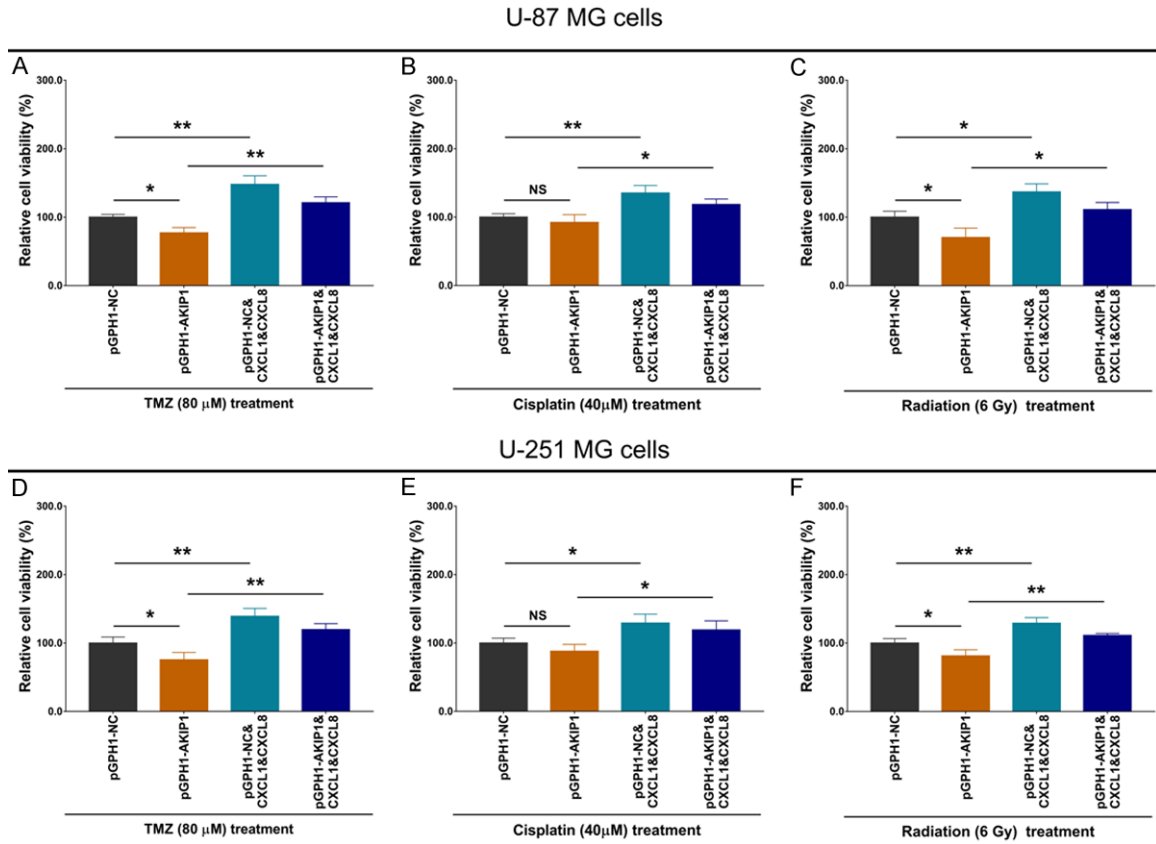 U-87 MG cells
A
Relative cell viability (%)
300.0
200.0
100.0
0.0
**
**
*
*
pGPH1-NC
pGPH1-AKIP1
pGPH1-NC&
CXCL1&CXCL8
pGPH1-AKIP1&
CXCL1&CXCL8
TMZ (80 μM) treatment
B
Relative cell viability (%)
300.0
200.0
100.0
0.0
**
*
NS
pGPH1-NC
pGPH1-AKIP1
pGPH1-NC&
CXCL1&CXCL8
pGPH1-AKIP1&
CXCL1&CXCL8
Cisplatin (40μM) treatment
C
Relative cell viability (%)
300.0
200.0
100.0
0.0
*
*
*
pGPH1-NC
pGPH1-AKIP1
pGPH1-NC&
CXCL1&CXCL8
pGPH1-AKIP1&
CXCL1&CXCL8
Radiation (6 Gy) treatment
U-251 MG cells
D
Relative cell viability (%)
300.0
200.0
100.0
0.0
**
**
*
pGPH1-NC
pGPH1-AKIP1
pGPH1-NC&
CXCL1&CXCL8
pGPH1-AKIP1&
CXCL1&CXCL8
TMZ (80 μM) treatment
E
Relative cell viability (%)
300.0
200.0
100.0
0.0
*
*
NS
pGPH1-NC
pGPH1-AKIP1
pGPH1-NC&
CXCL1&CXCL8
pGPH1-AKIP1&
CXCL1&CXCL8
Cisplatin (40μM) treatment
F
Relative cell viability (%)
300.0
200.0
100.0
0.0
**
**
*
pGPH1-NC
pGPH1-AKIP1
pGPH1-NC&
CXCL1&CXCL8
pGPH1-AKIP1&
CXCL1&CXCL8
Radiation (6 Gy) treatment